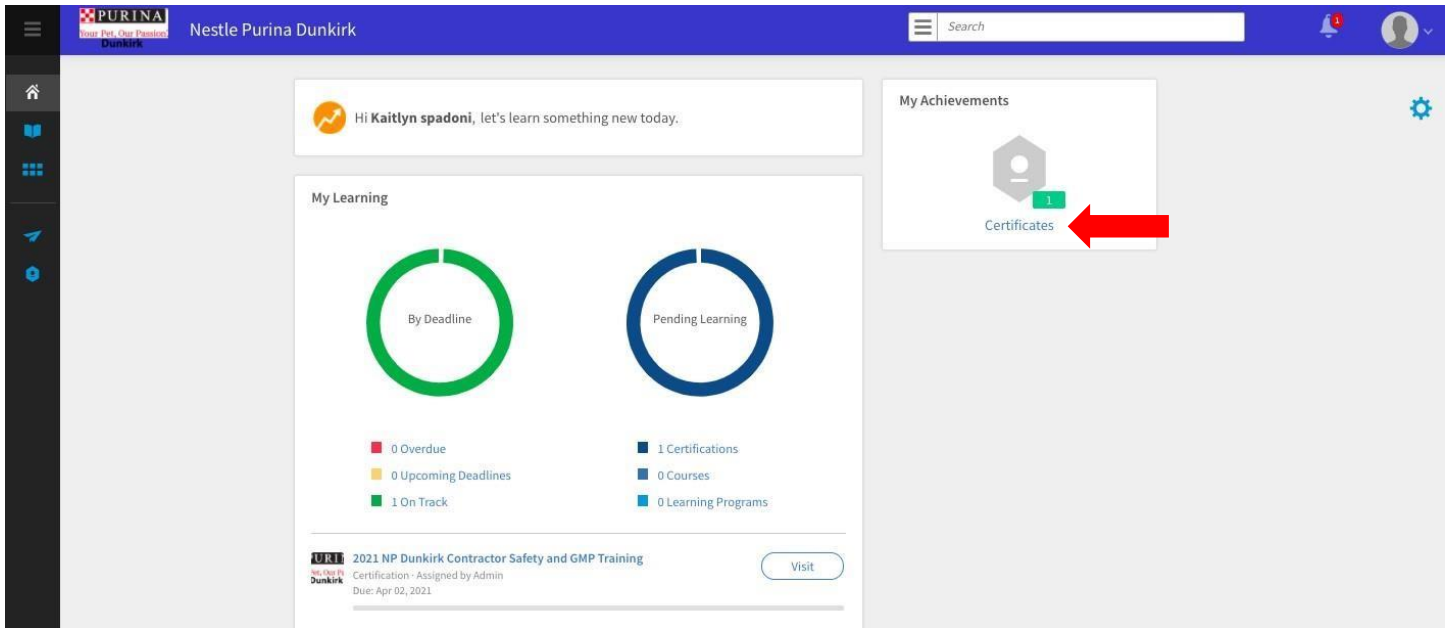 PURINA
Your Pet, Our Passion.
Dunkirk
Nestle Purina Dunkirk
Search
1
Hi Kaitlyn spadoni, let's learn something new today.
My Learning
By Deadline
Pending Learning
0 Overdue
0 Upcoming Deadlines
1 On Track
1 Certifications
0 Courses
0 Learning Programs
URI
Dunkirk
2021 NP Dunkirk Contractor Safety and GMP Training
Certification - Assigned by Admin
Due: Apr 02, 2021
Visit
My Achievements
1
Certificates